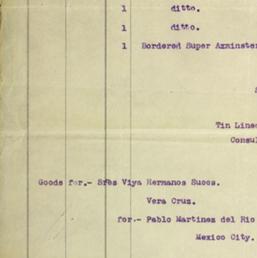 1 ditto.
1 ditto.
1 Bordered Super Axminster
Tin Lined
Consul
Goods for.- Sres Viya Hermanos Sucos.
Vera Cruz.
for.- Pablo Martinez del Rio
Mexico City.